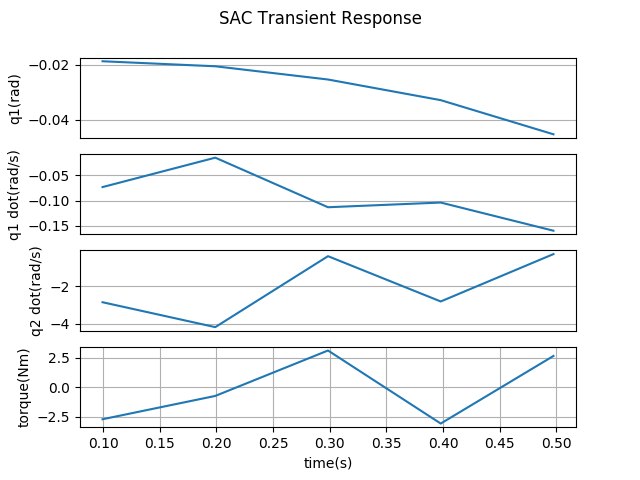 SAC Transient Response
−0.02
−0.04
q1(rad)
−0.05
−0.10
−0.15
q1 dot(rad/s)
−2
−4
q2 dot(rad/s)
2.5
0.0
−2.5
torque(Nm)
0.10 0.15 0.20 0.25 0.30 0.35 0.40 0.45 0.50
time(s)